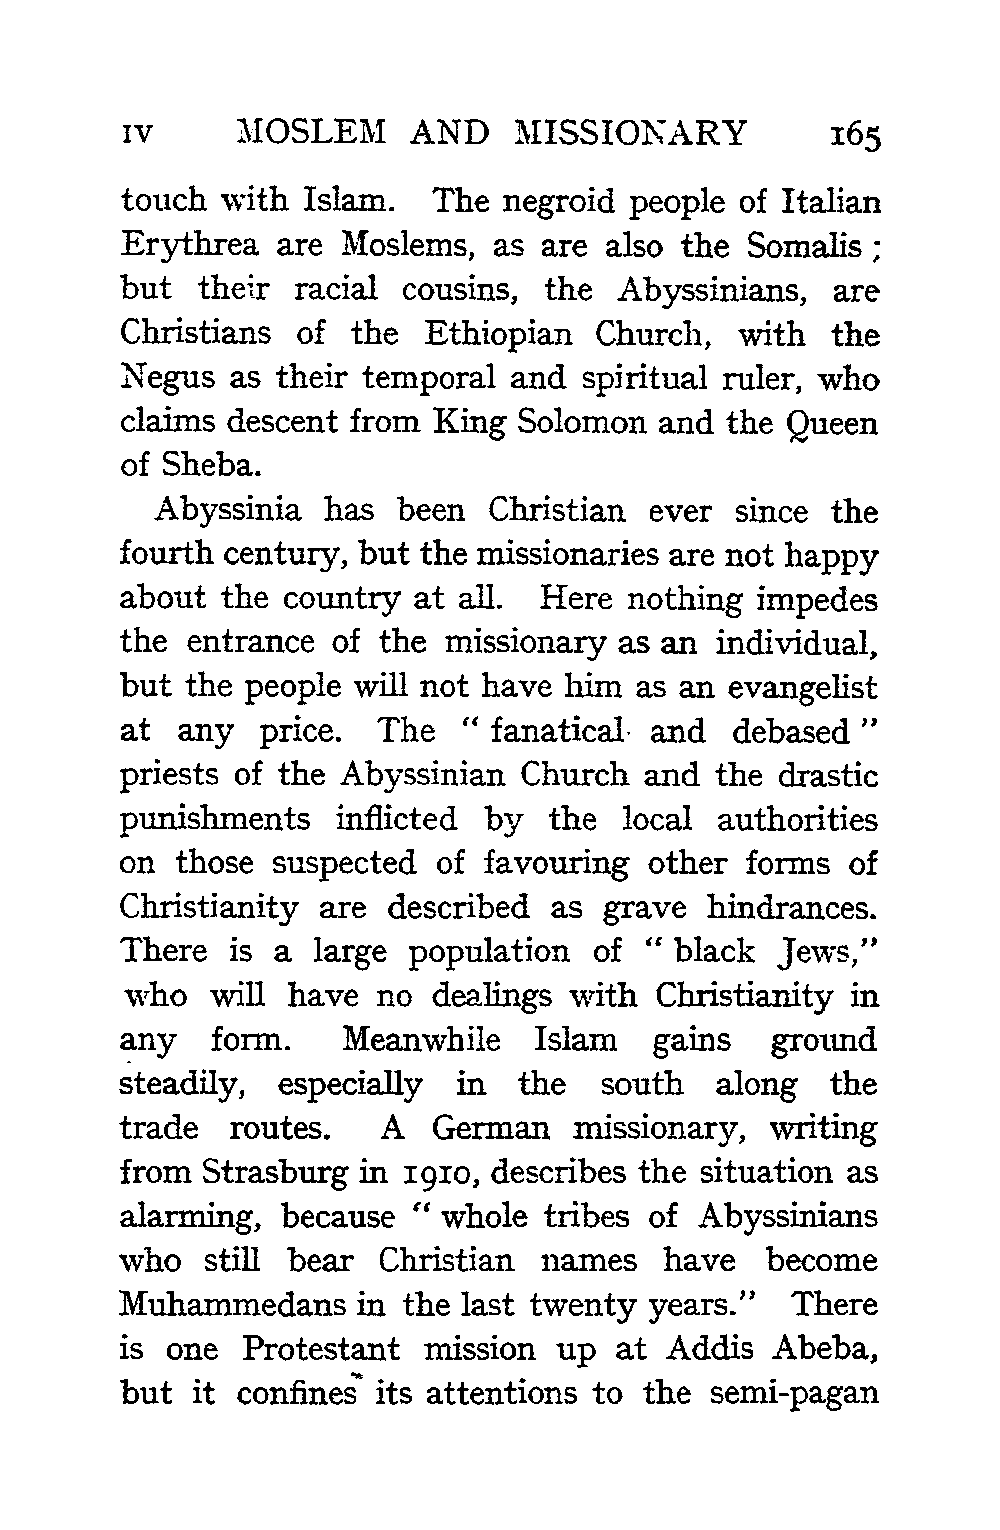 IV MOSLEM AND MISSIONARY 165
touch with Islam. The negroid people of Italian
Erythrea are Moslems, as are also the Somalis ;
but their racial cousins, the Abyssinians, are
Christians of the Ethiopian Church, with the
Negus as their temporal and spiritual ruler, who
claims descent from King Solomon and the Queen
of Sheba.
Abyssinia has been Christian ever since the
fourth century, but the missionaries are not happy
about the country at all. Here nothing impedes
the entrance of the missionary as an individual,
but the people will not have him as an evangelist
at any price. The “ fanatical and debased ”
priests of the Abyssinian Church and the drastic
punishments inflicted by the local authorities
on those suspected of favouring other forms of
Christianity are described as grave hindrances.
There is a large population of “ black Jews,”
who will have no dealings with Christianity in
any form. Meanwhile Islam gains ground
steadily, especially in the south along the
trade routes. A German missionary, writing
from Strasburg in 1910, describes the situation as
alarming, because “ whole tribes of Abyssinians
who still bear Christian names have become
Muhammedans in the last twenty years.” There
is one Protestant mission up at Addis Abeba,
but it confines its attentions to the semi-pagan